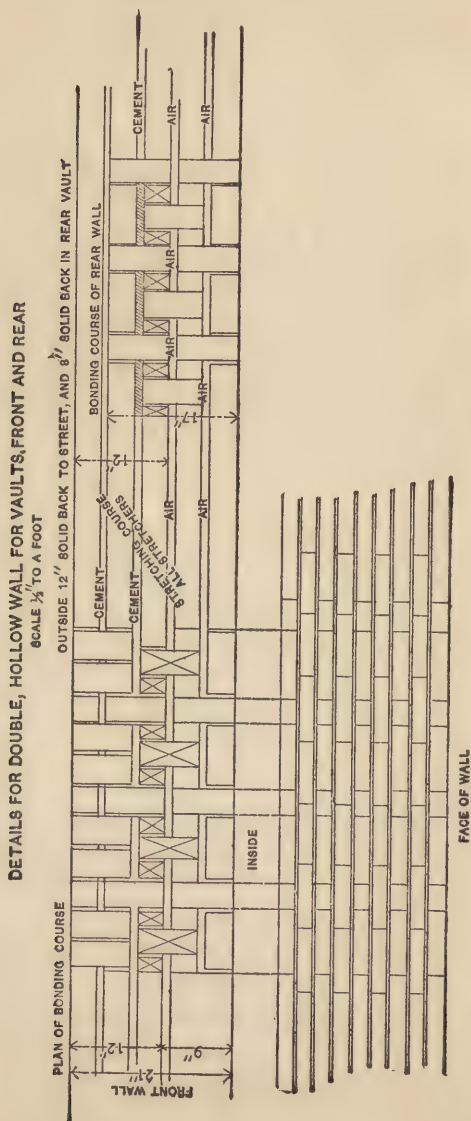 DETAILS FOR DOUBLE, HOLLOW WALL FOR VAULTS, FRONT AND REAR
SCALE ½" TO A FOOT
OUTSIDE 12" SOLID BACK TO STREET, AND 8" SOLID BACK IN REAR VAULT
PLAN OF BONDING COURSE
BONDING COURSE OF REAR WALL
CEMENT
CEMENT
CEMENT
STRETCHING COURSE
ALL STRETCHERS
AIR
AIR
AIR
AIR
AIR
AIR
AIR
12"
17"
12"
21"
9"
FRONT WALL
INSIDE
FACE OF WALL